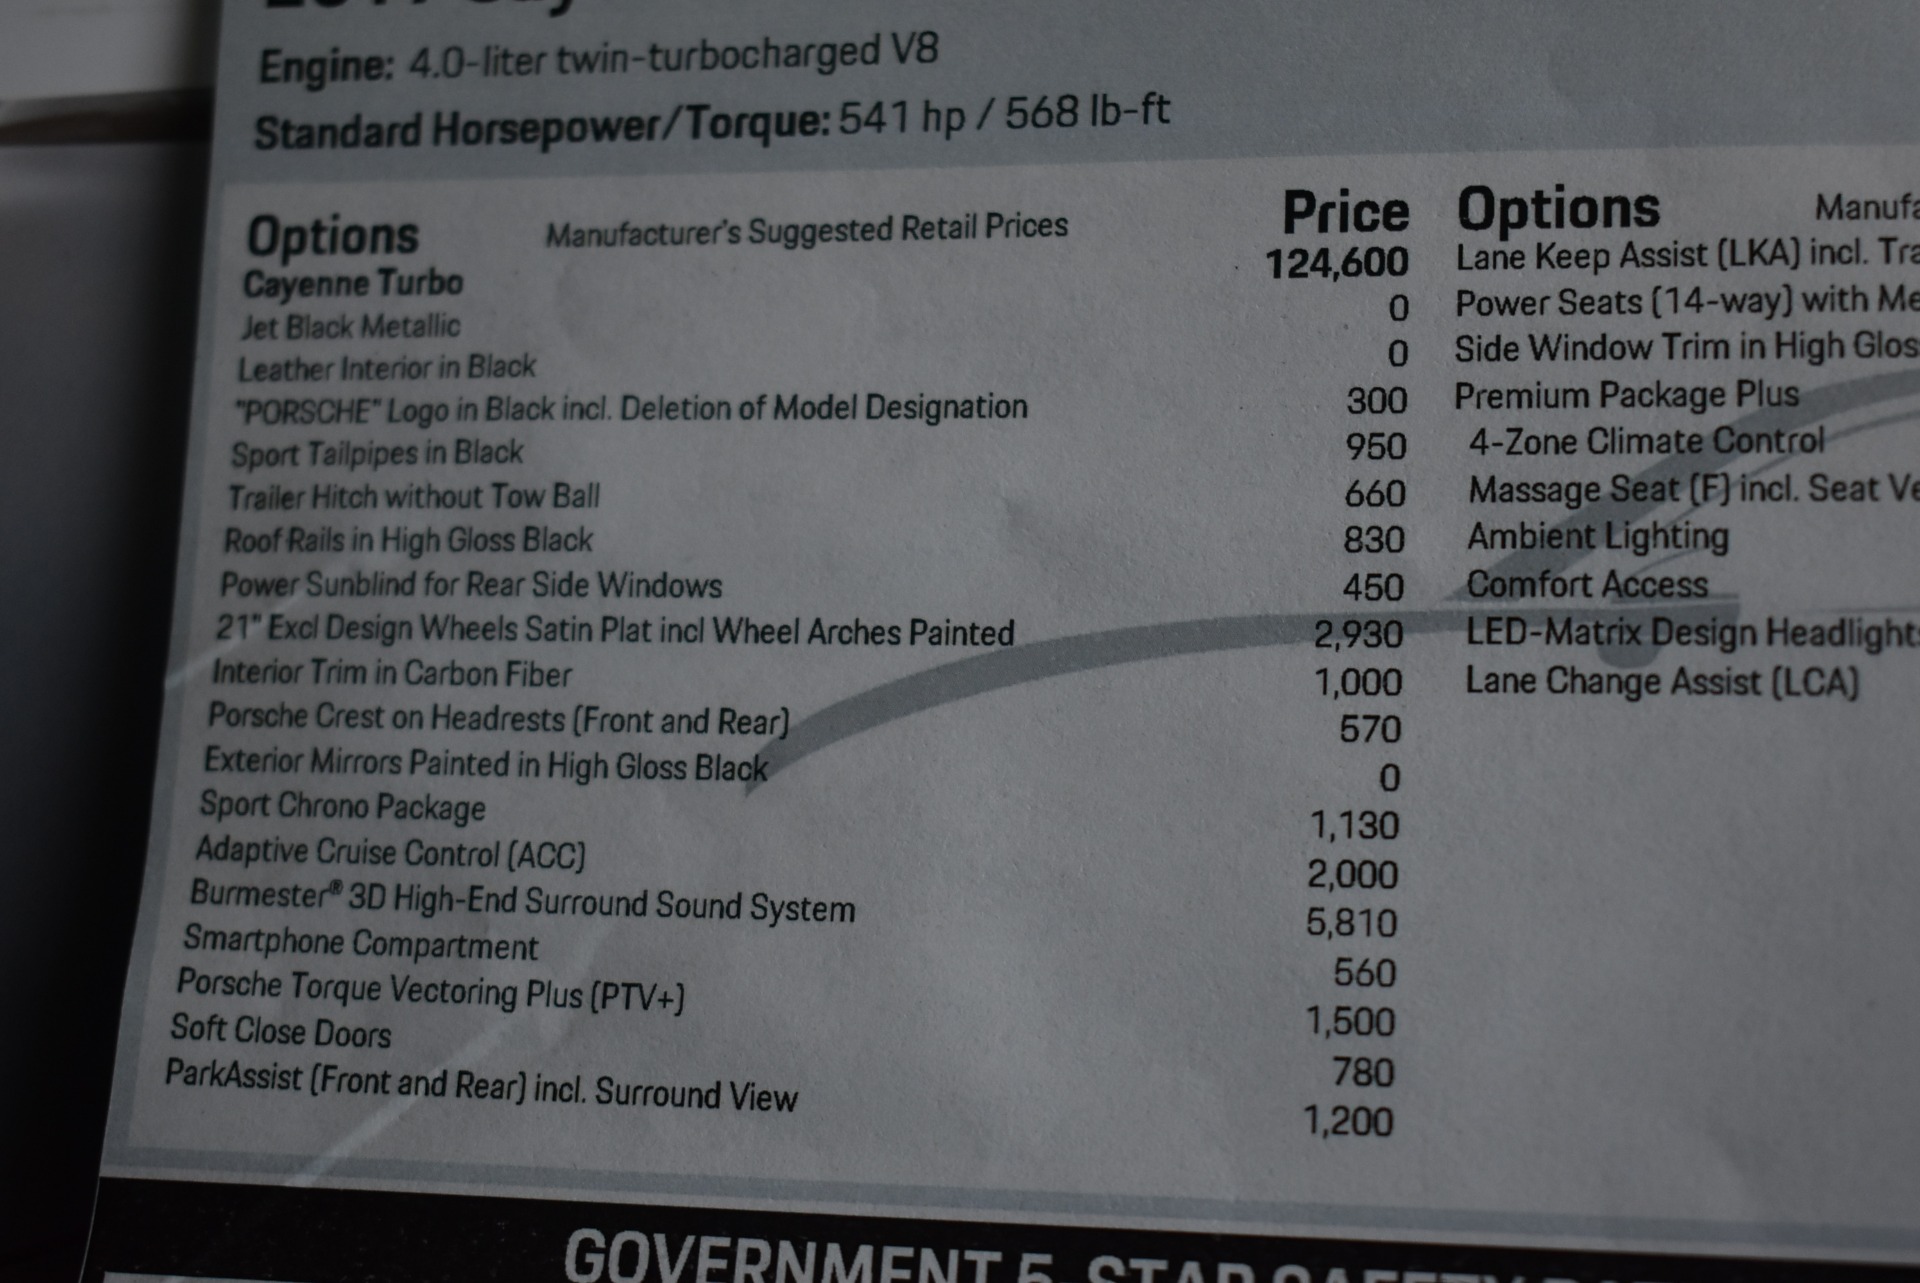 Engine: 4.0-liter twin-turbocharged V8
Standard Horsepower/Torque: 541 hp / 568 lb-ft
Options Manufacturer's Suggested Retail Prices Price
Cayenne Turbo 124,600
Jet Black Metallic 0
Leather Interior in Black 0
"PORSCHE" Logo in Black incl. Deletion of Model Designation 300
Sport Tailpipes in Black 950
Trailer Hitch without Tow Ball 660
Roof Rails in High Gloss Black 830
Power Sunblind for Rear Side Windows 450
21" Excl Design Wheels Satin Plat incl Wheel Arches Painted 2,930
Interior Trim in Carbon Fiber 1,000
Porsche Crest on Headrests (Front and Rear) 570
Exterior Mirrors Painted in High Gloss Black 0
Sport Chrono Package 1,130
Adaptive Cruise Control (ACC) 2,000
Burmester® 3D High-End Surround Sound System 5,810
Smartphone Compartment 560
Porsche Torque Vectoring Plus (PTV+) 1,500
Soft Close Doors 780
ParkAssist (Front and Rear) incl. Surround View 1,200
Options
Lane Keep Assist (LKA) incl.
Power Seats (14-way) with
Side Window Trim in High
Premium Package Plus
4-Zone Climate Control
Massage Seat (F) incl. Seat
Ambient Lighting
Comfort Access
LED-Matrix Design Headlights
Lane Change Assist (LCA)
GOVERNMENT 5-STAR SAFETY